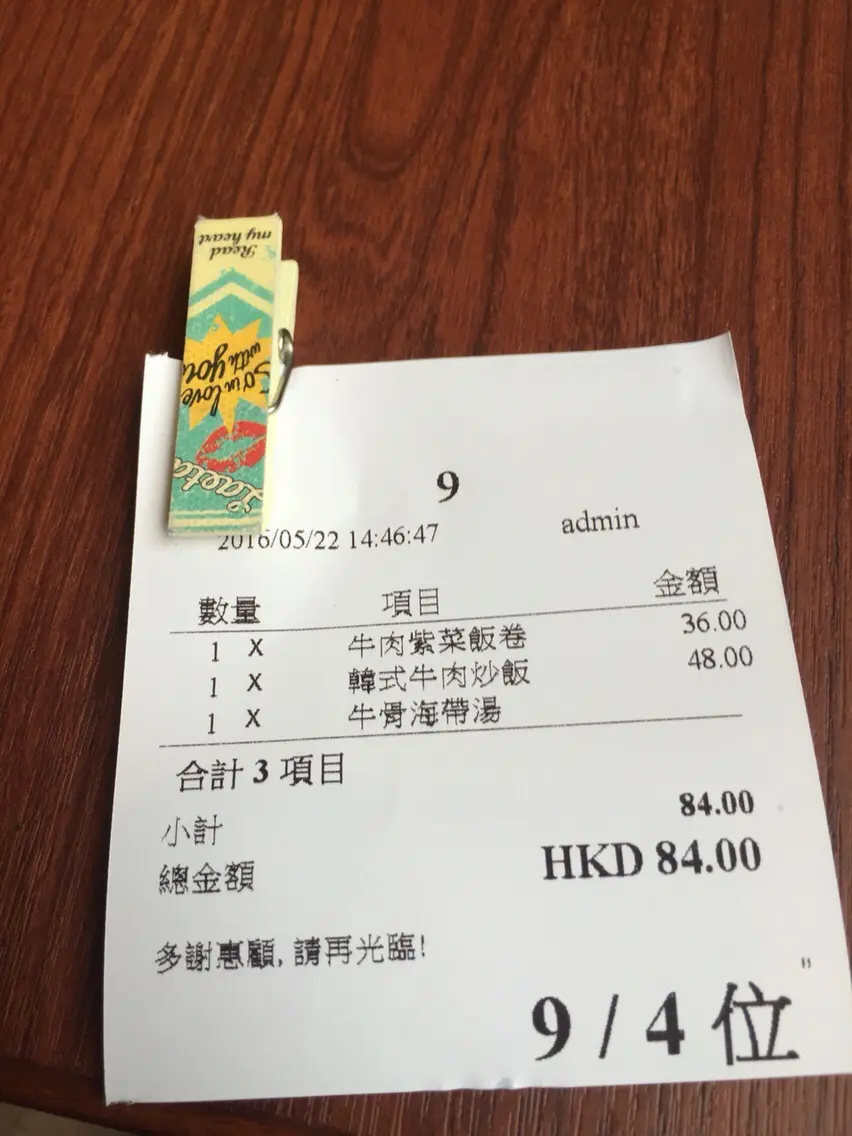 Read
my heart
So in love
with you
9
2016/05/22 14:46:47 admin
數量 項目 金額
1 X 牛肉紫菜飯卷 36.00
1 X 韓式牛肉炒飯 48.00
1 X 牛骨海帶湯
合計 3 項目
小計 84.00
總金額 HKD 84.00
多謝惠顧, 請再光臨!
9 / 4 位